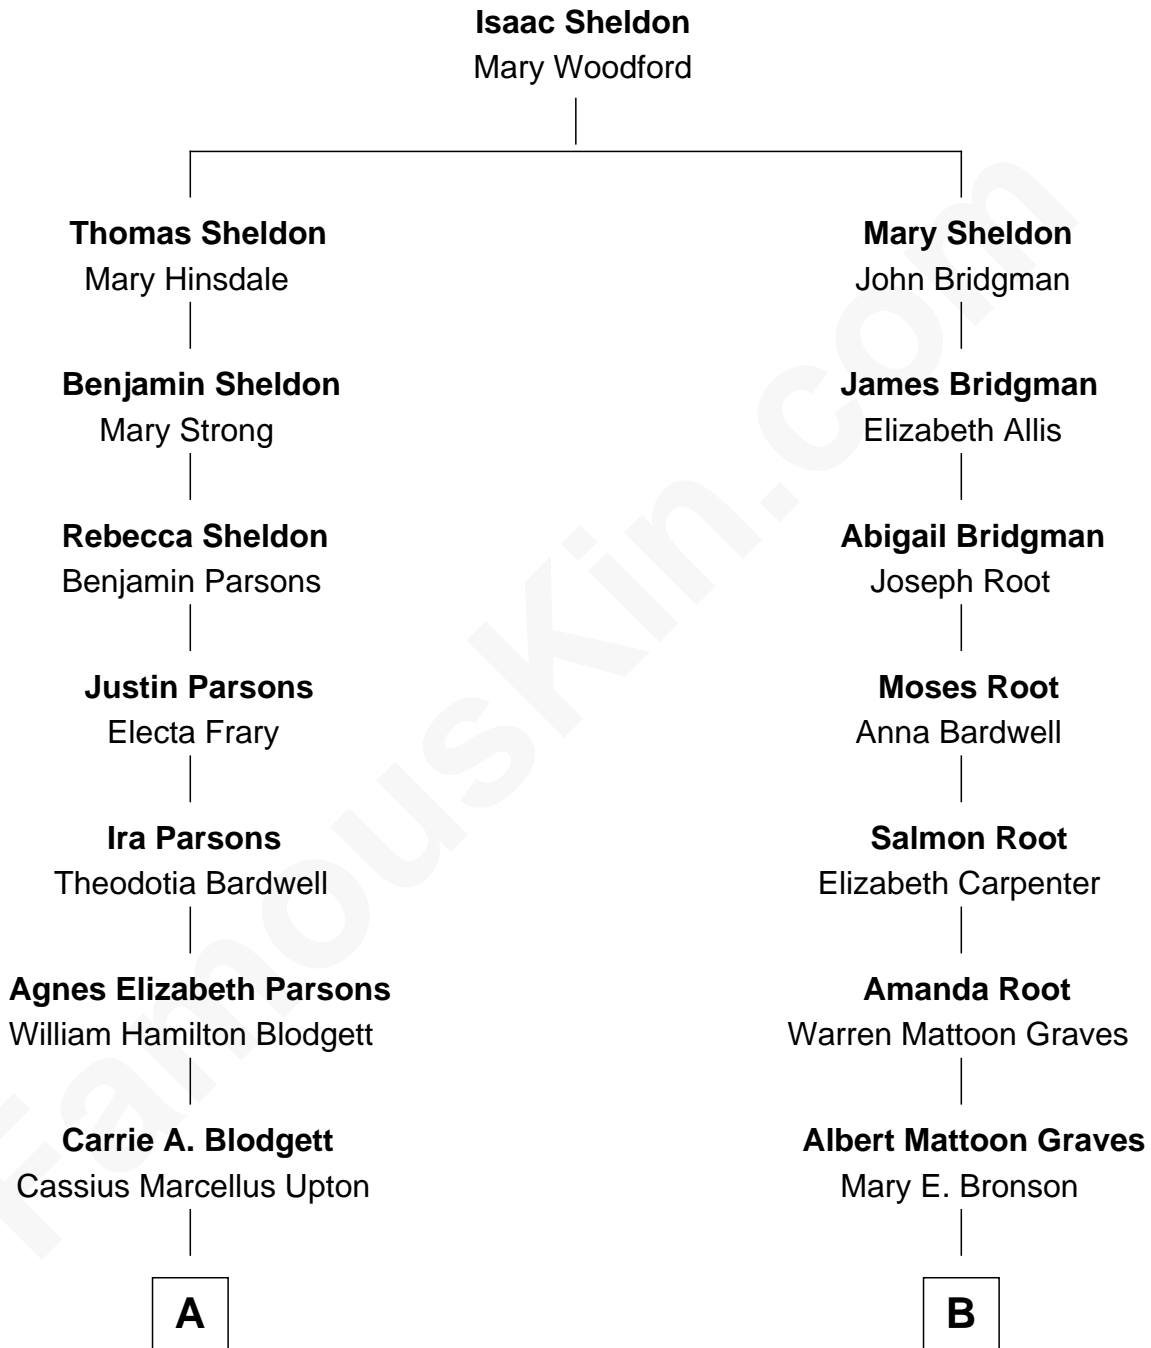 Isaac Sheldon
Mary Woodford
Thomas Sheldon
Mary Hinsdale
Mary Sheldon
John Bridgman
Benjamin Sheldon
Mary Strong
James Bridgman
Elizabeth Allis
Rebecca Sheldon
Benjamin Parsons
Abigail Bridgman
Joseph Root
Justin Parsons
Electa Frary
Moses Root
Anna Bardwell
Ira Parsons
Theodotia Bardwell
Salmon Root
Elizabeth Carpenter
Agnes Elizabeth Parsons
William Hamilton Blodgett
Amanda Root
Warren Mattoon Graves
Carrie A. Blodgett
Cassius Marcellus Upton
Albert Mattoon Graves
Mary E. Bronson
A
B
FamousKin.com